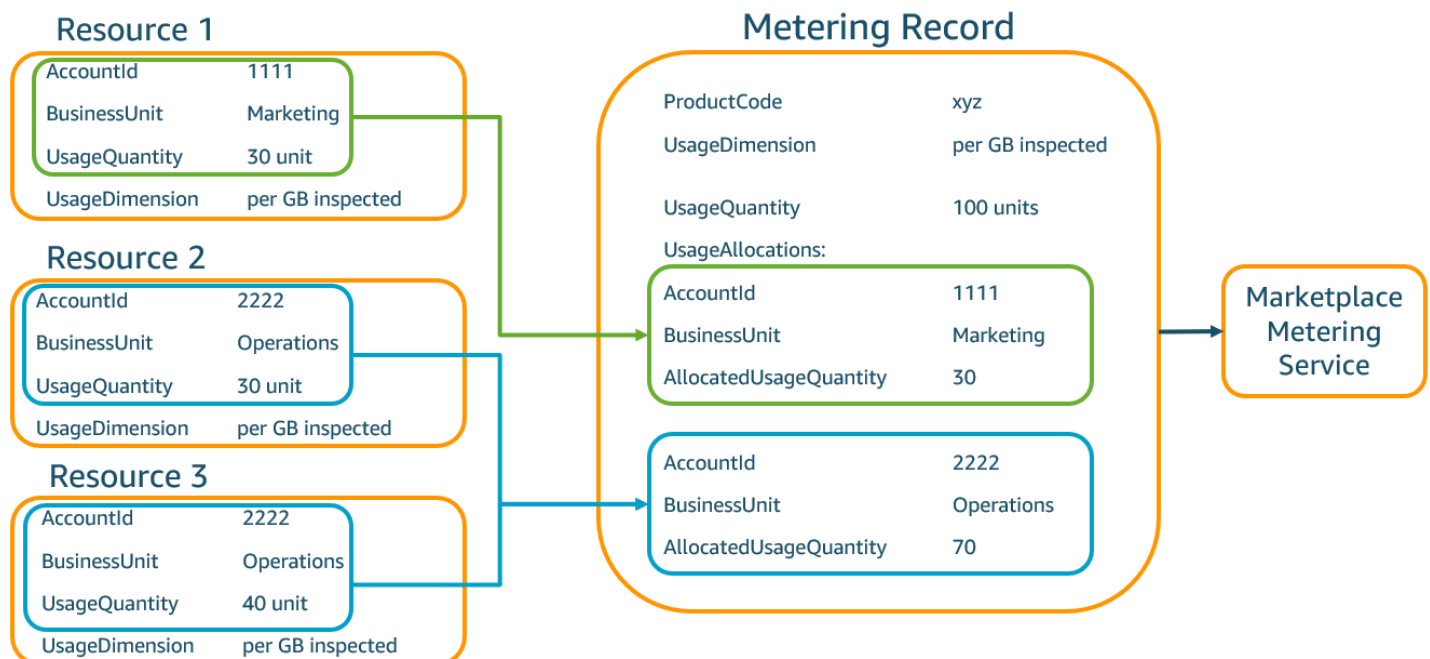 Resource 1
AccountId 1111
BusinessUnit Marketing
UsageQuantity 30 unit
UsageDimension per GB inspected
Resource 2
AccountId 2222
BusinessUnit Operations
UsageQuantity 30 unit
UsageDimension per GB inspected
Resource 3
AccountId 2222
BusinessUnit Operations
UsageQuantity 40 unit
UsageDimension per GB inspected
Metering Record
ProductCode xyz
UsageDimension per GB inspected
UsageQuantity 100 units
UsageAllocations:
AccountId 1111
BusinessUnit Marketing
AllocatedUsageQuantity 30
AccountId 2222
BusinessUnit Operations
AllocatedUsageQuantity 70
Marketplace
Metering
Service